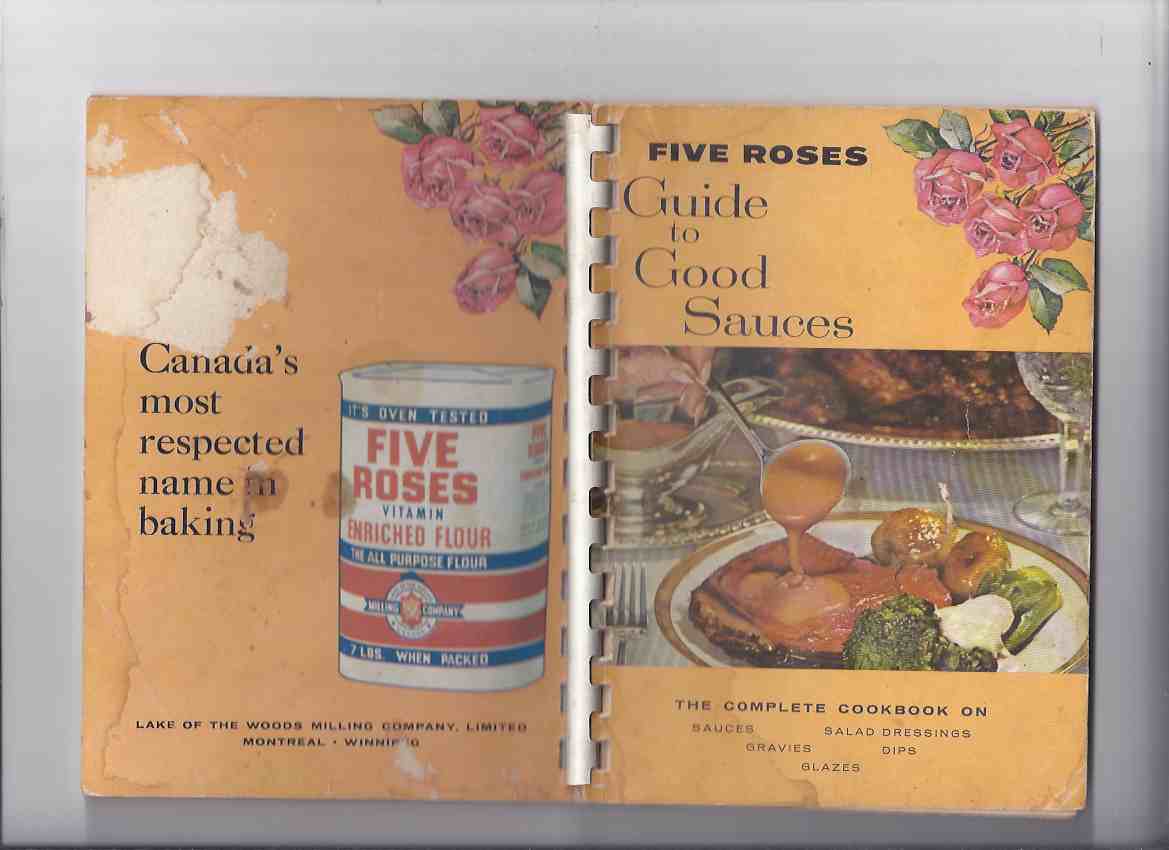 Canada's
most
respected
name in
baking
IT'S OVEN TESTED
FIVE
ROSES
VITAMIN
ENRICHED FLOUR
THE ALL PURPOSE FLOUR
MILLING COMPANY
7 LBS. WHEN PACKED
LAKE OF THE WOODS MILLING COMPANY, LIMITED
MONTREAL • WINNIPEG
FIVE ROSES
Guide
to
Good
Sauces
THE COMPLETE COOKBOOK ON
SAUCES SALAD DRESSINGS
GRAVIES DIPS
GLAZES